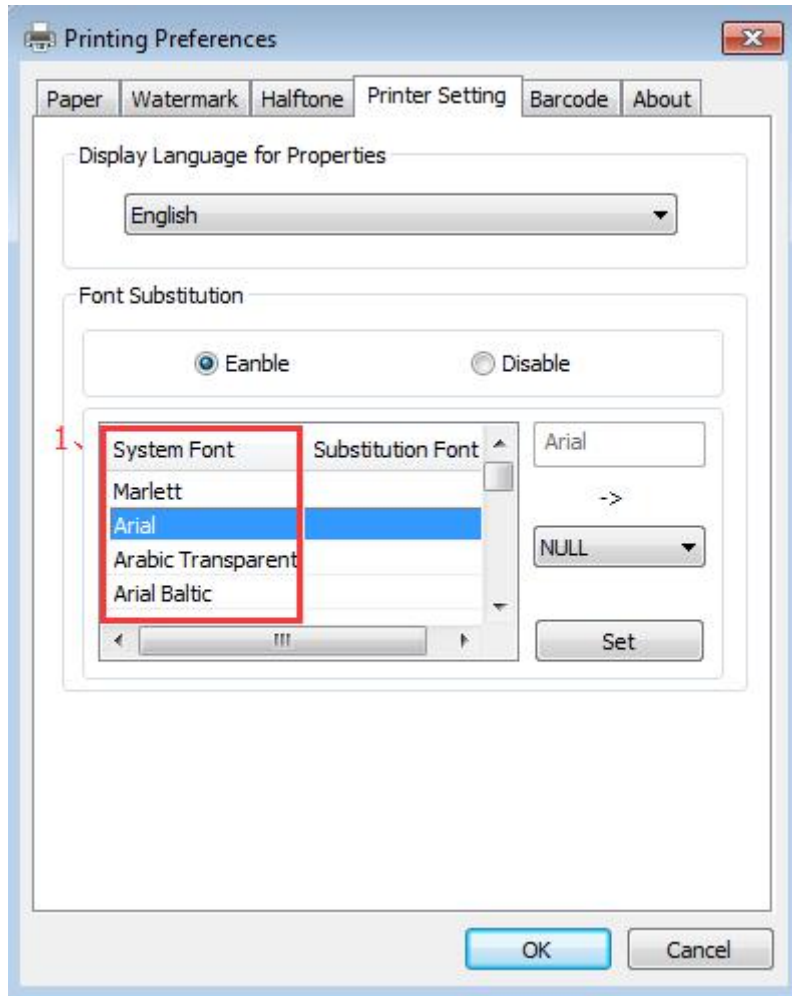 Printing Preferences
Paper Watermark Halftone Printer Setting Barcode About
Display Language for Properties
English
Font Substitution
Eanble Disable
1、
System Font Substitution Font
Marlett
Arial
Arabic Transparent
Arial Baltic
Arial
->
NULL
Set
OK Cancel